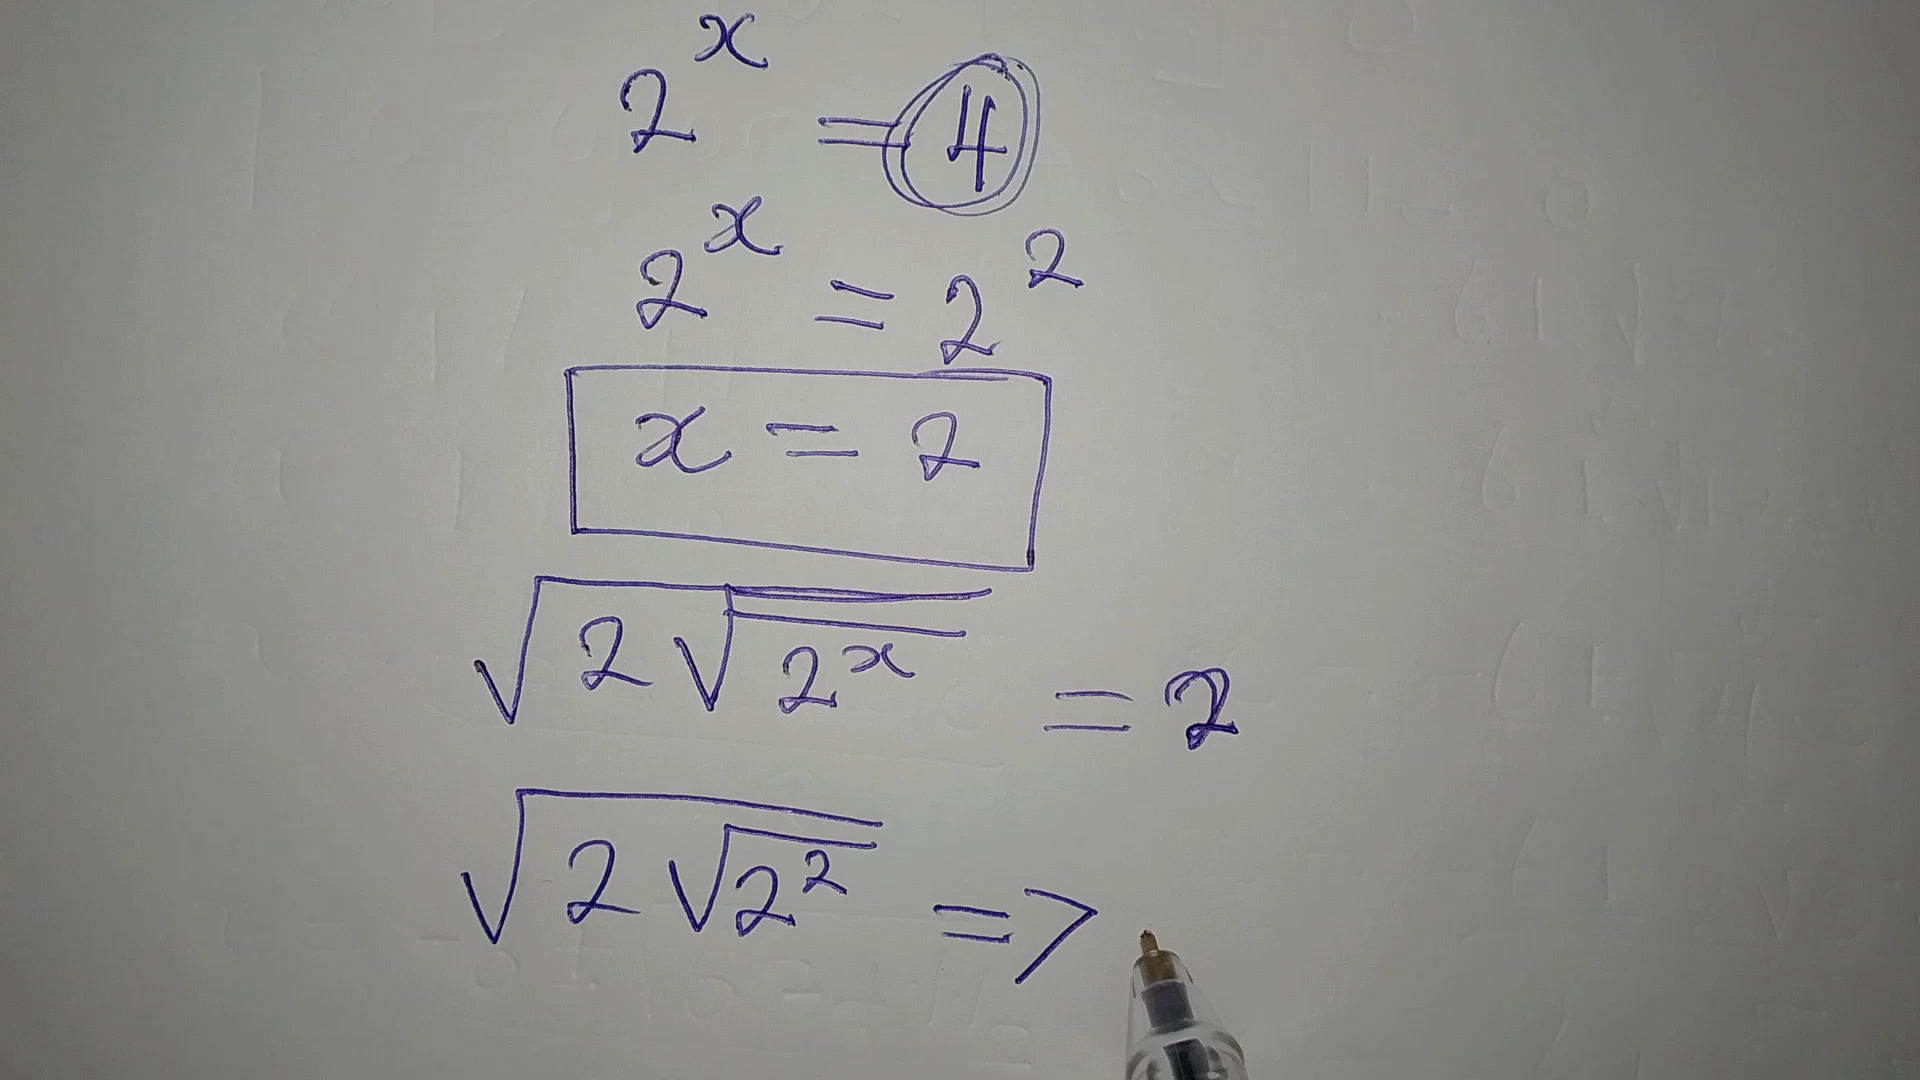 2^x = 4
2^x = 2^2
x = 2
√(2√(2^x)) = 2
√(2√(2^2)) =>